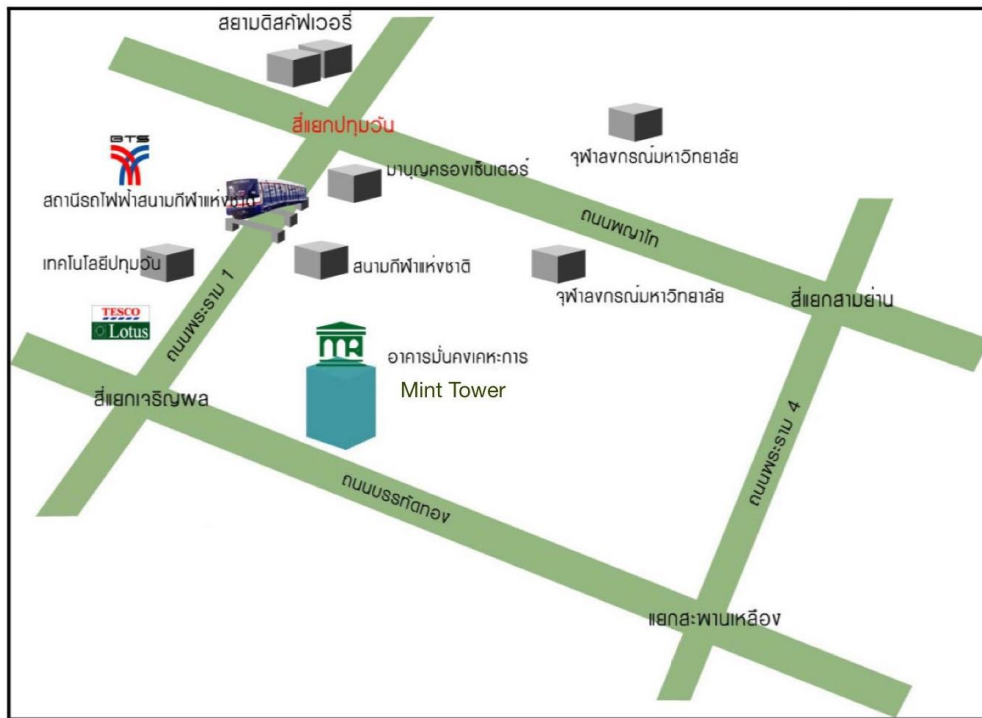 สยามดิสคัฟเวอรี่
สี่แยกปทุมวัน
จุฬาลงกรณ์มหาวิทยาลัย
BTS
มาบุญครองเซ็นเตอร์
สถานีรถไฟฟ้าสนามกีฬาแห่งชาติ
ถนนพญาไท
เทคโนโลยีปทุมวัน
สนามกีฬาแห่งชาติ
จุฬาลงกรณ์มหาวิทยาลัย
สี่แยกสามย่าน
ถนนพระราม 1
TESCO
Lotus
อาคารมั่นคงเคหะการ
Mint Tower
สี่แยกเจริญผล
ถนนพระราม 4
ถนนบรรทัดทอง
แยกสะพานเหลือง